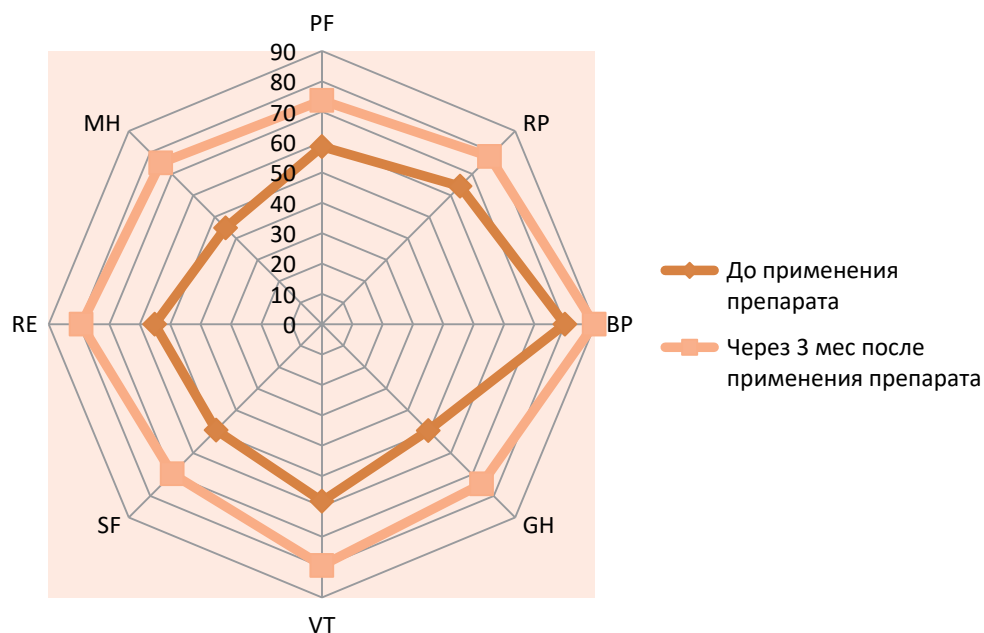 PF
90
80
70
60
50
40
30
20
10
0
MH
RP
RE
BP
SF
GH
VT
До применения
препарата
Через 3 мес после
применения препарата